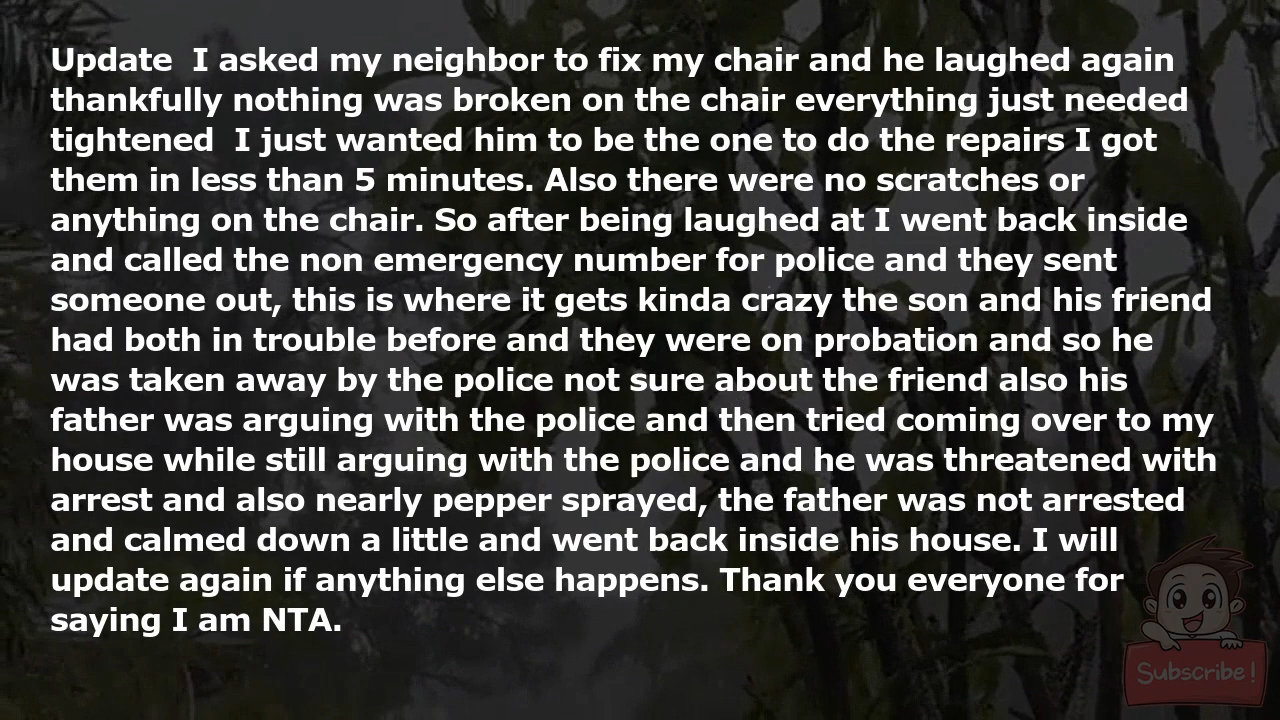 Update  I asked my neighbor to fix my chair and he laughed again
thankfully nothing was broken on the chair everything just needed
tightened  I just wanted him to be the one to do the repairs I got
them in less than 5 minutes. Also there were no scratches or
anything on the chair. So after being laughed at I went back inside
and called the non emergency number for police and they sent
someone out, this is where it gets kinda crazy the son and his friend
had both in trouble before and they were on probation and so he
was taken away by the police not sure about the friend also his
father was arguing with the police and then tried coming over to my
house while still arguing with the police and he was threatened with
arrest and also nearly pepper sprayed, the father was not arrested
and calmed down a little and went back inside his house. I will
update again if anything else happens. Thank you everyone for
saying I am NTA.
Subscribe!